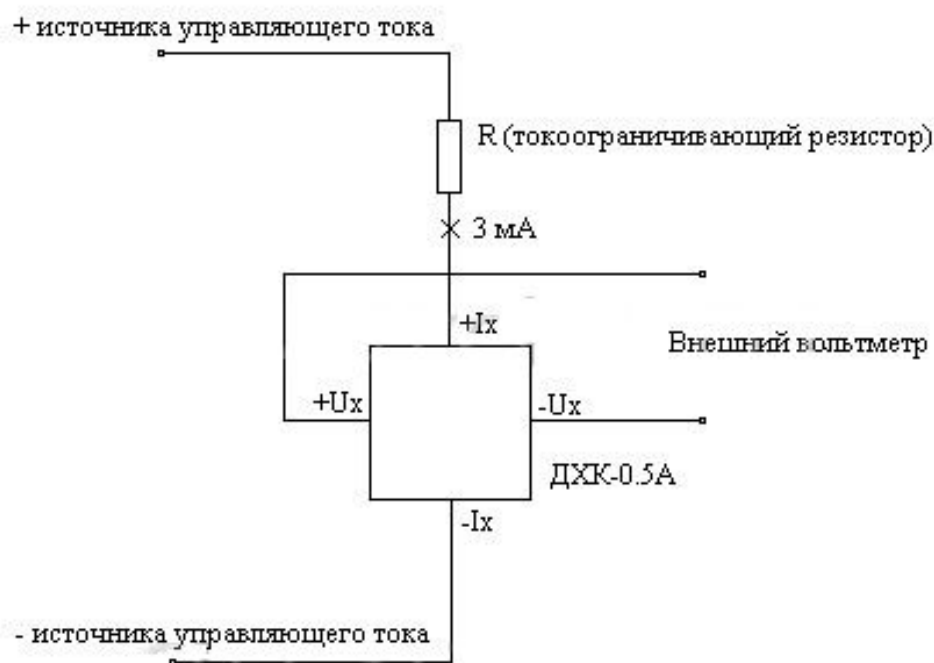 + источника управляющего тока
R (токоограничивающий резистор)
3 мА
+Ix
Внешний вольтметр
+Ux
-Ux
ДХК-0.5А
-Ix
- источника управляющего тока